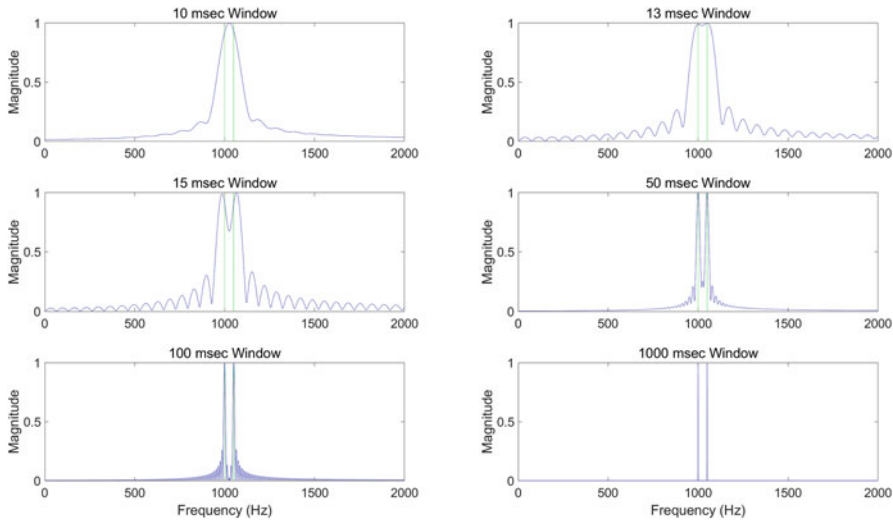 10 msec Window
Magnitude
1
0.5
0
0 500 1000 1500 2000
13 msec Window
Magnitude
1
0.5
0
0 500 1000 1500 2000
15 msec Window
Magnitude
1
0.5
0
0 500 1000 1500 2000
50 msec Window
Magnitude
1
0.5
0
0 500 1000 1500 2000
100 msec Window
Magnitude
1
0.5
0
0 500 1000 1500 2000
Frequency (Hz)
1000 msec Window
Magnitude
1
0.5
0
0 500 1000 1500 2000
Frequency (Hz)